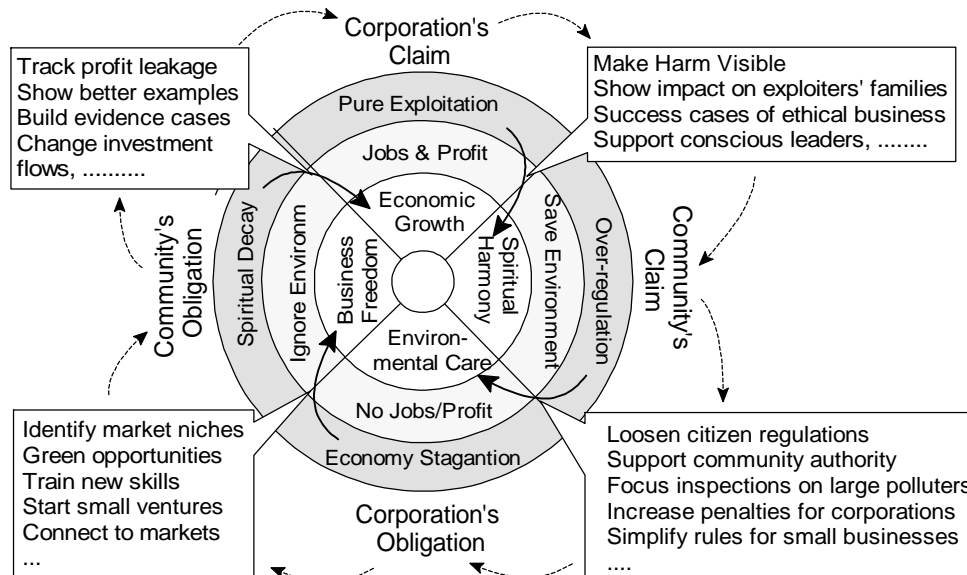 Corporation's
Claim
Track profit leakage
Show better examples
Build evidence cases
Change investment
flows, ..........
Make Harm Visible
Show impact on exploiters' families
Success cases of ethical business
Support conscious leaders, ........
Pure Exploitation
Jobs & Profit
Economic
Growth
Community's
Obligation
Spiritual Decay
Ignore Environm
Business
Freedom
Spiritual
Harmony
Save Environment
Over-regulation
Community's
Claim
Environ-
mental Care
No Jobs/Profit
Economy Stagantion
Corporation's
Obligation
Identify market niches
Green opportunities
Train new skills
Start small ventures
Connect to markets
...
Loosen citizen regulations
Support community authority
Focus inspections on large polluters
Increase penalties for corporations
Simplify rules for small businesses
....